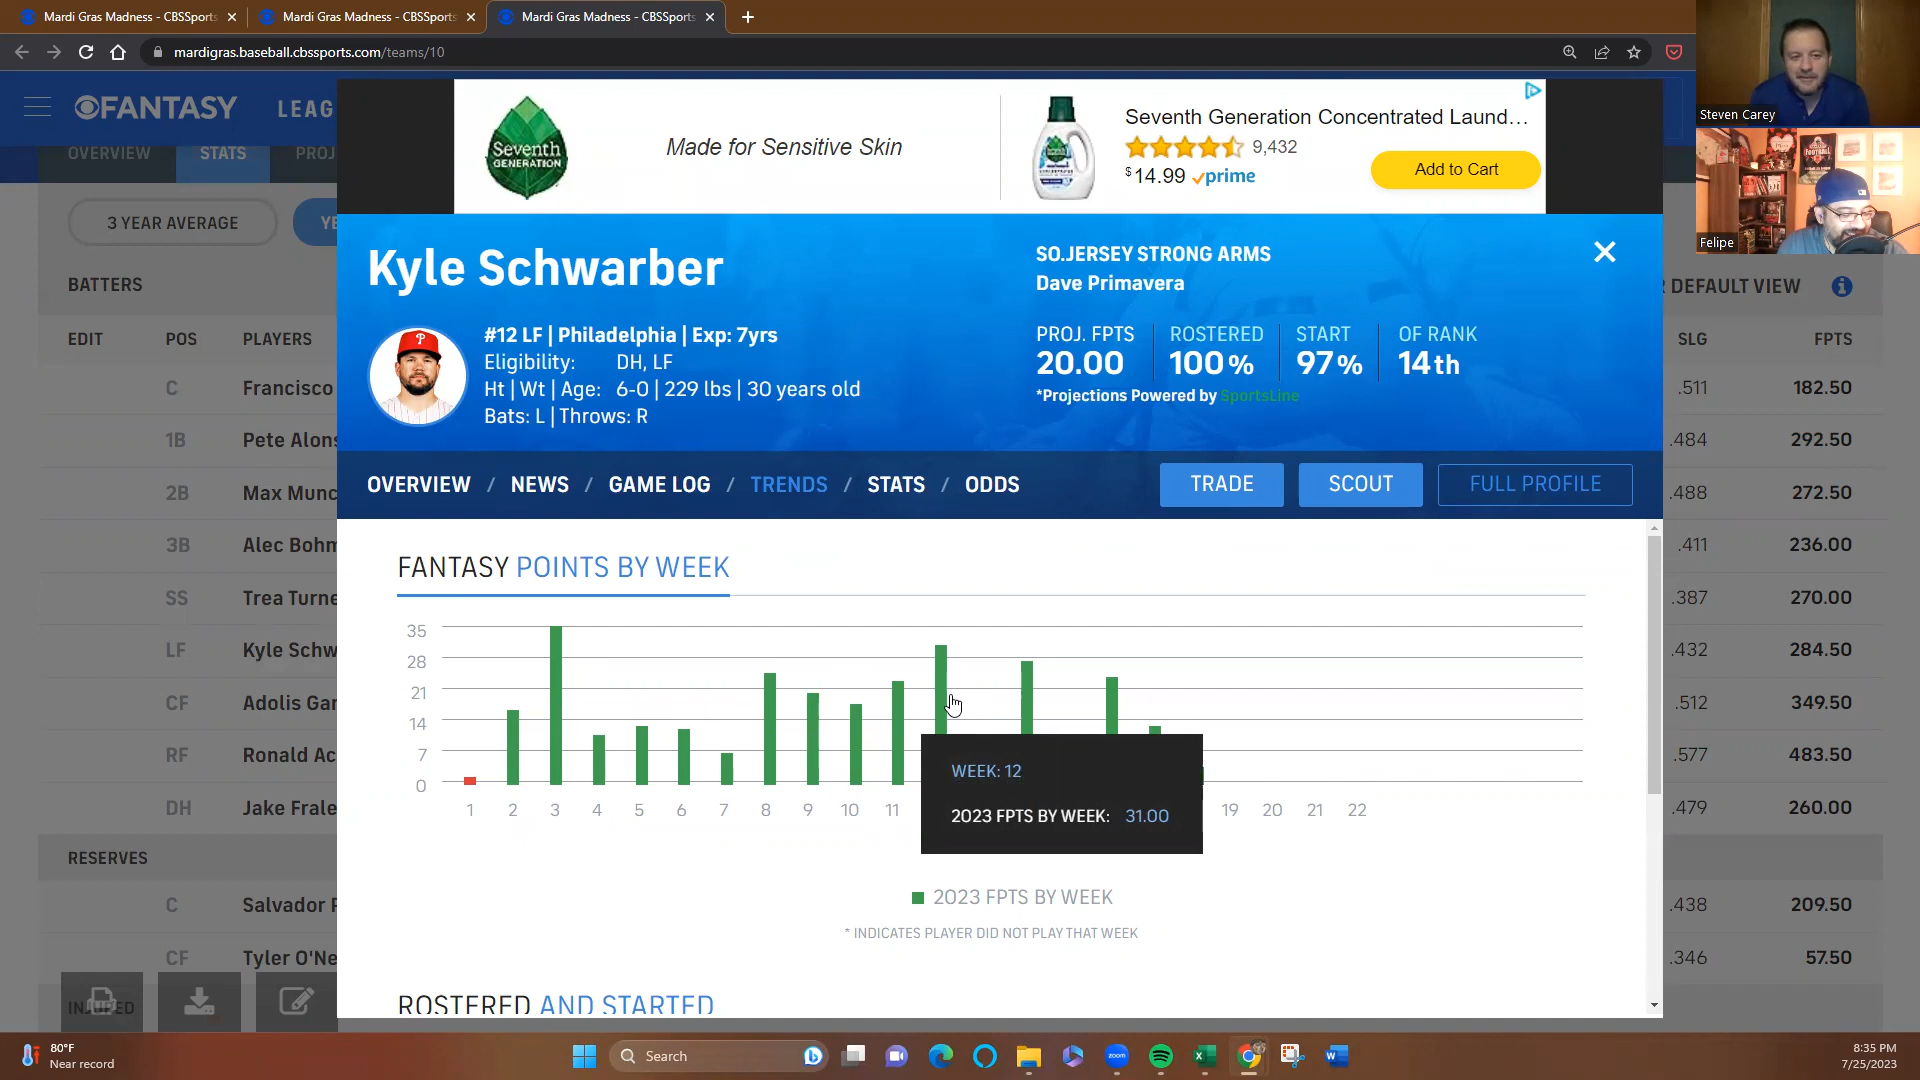 Mardi Gras Madness - CBSSports
Mardi Gras Madness - CBSSports
Mardi Gras Madness - CBSSports
mardigras.baseball.cbssports.com/teams/10
FANTASY
LEAG
OVERVIEW
STATS
PROJ
3 YEAR AVERAGE
YE
Seventh
GENERATION
Made for Sensitive Skin
Seventh Generation Concentrated Laund...
9,432
$14.99 prime
Add to Cart
Steven Carey
Felipe
Kyle Schwarber
#12 LF | Philadelphia | Exp: 7yrs
Eligibility: DH, LF
Ht | Wt | Age: 6-0 | 229 lbs | 30 years old
Bats: L | Throws: R
SO.JERSEY STRONG ARMS
Dave Primavera
PROJ. FPTS ROSTERED START OF RANK
20.00 100% 97% 14th
*Projections Powered by SportsLine
OVERVIEW / NEWS / GAME LOG / TRENDS / STATS / ODDS
TRADE
SCOUT
FULL PROFILE
FANTASY POINTS BY WEEK
35
28
21
14
7
0
1 2 3 4 5 6 7 8 9 10 11 19 20 21 22
WEEK: 12
2023 FPTS BY WEEK: 31.00
2023 FPTS BY WEEK
* INDICATES PLAYER DID NOT PLAY THAT WEEK
ROSTERED AND STARTED
BATTERS
DEFAULT VIEW
EDIT POS PLAYERS SLG FPTS
C Francisco .511 182.50
1B Pete Alons .484 292.50
2B Max Munc .488 272.50
3B Alec Bohm .411 236.00
SS Trea Turne .387 270.00
LF Kyle Schw .432 284.50
CF Adolis Gar .512 349.50
RF Ronald Ac .577 483.50
DH Jake Frale .479 260.00
RESERVES
C Salvador P .438 209.50
CF Tyler O'Ne .346 57.50
INJURED
80°F
Near record
Search
zoom
8:35 PM
7/25/2023